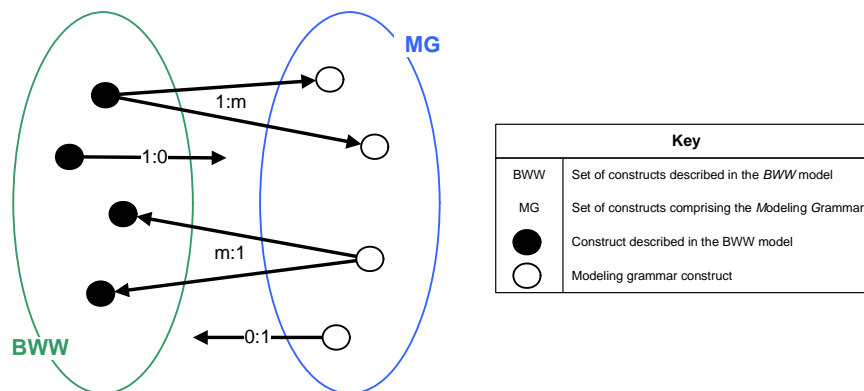 MG
1:m
1:0
m:1
0:1
BWW
Key
BWW Set of constructs described in the BWW model
MG Set of constructs comprising the Modeling Grammar
Construct described in the BWW model
Modeling grammar construct